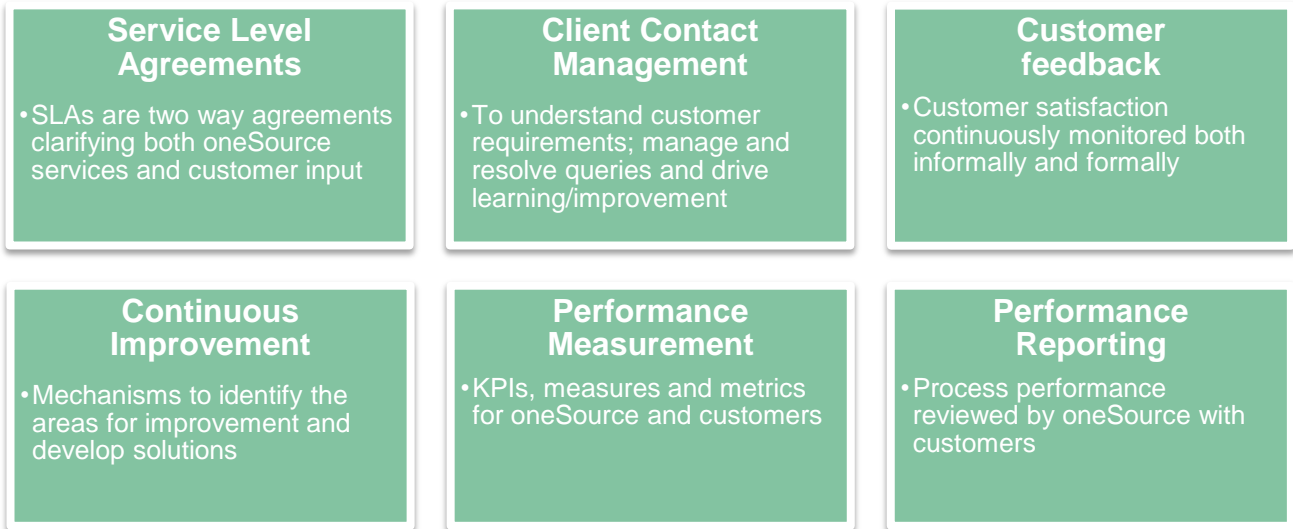 Service Level
Agreements
•SLAs are two way agreements
clarifying both oneSource
services and customer input
Client Contact
Management
•To understand customer
requirements; manage and
resolve queries and drive
learning/improvement
Customer
feedback
•Customer satisfaction
continuously monitored both
informally and formally
Continuous
Improvement
•Mechanisms to identify the
areas for improvement and
develop solutions
Performance
Measurement
•KPIs, measures and metrics
for oneSource and customers
Performance
Reporting
•Process performance
reviewed by oneSource with
customers